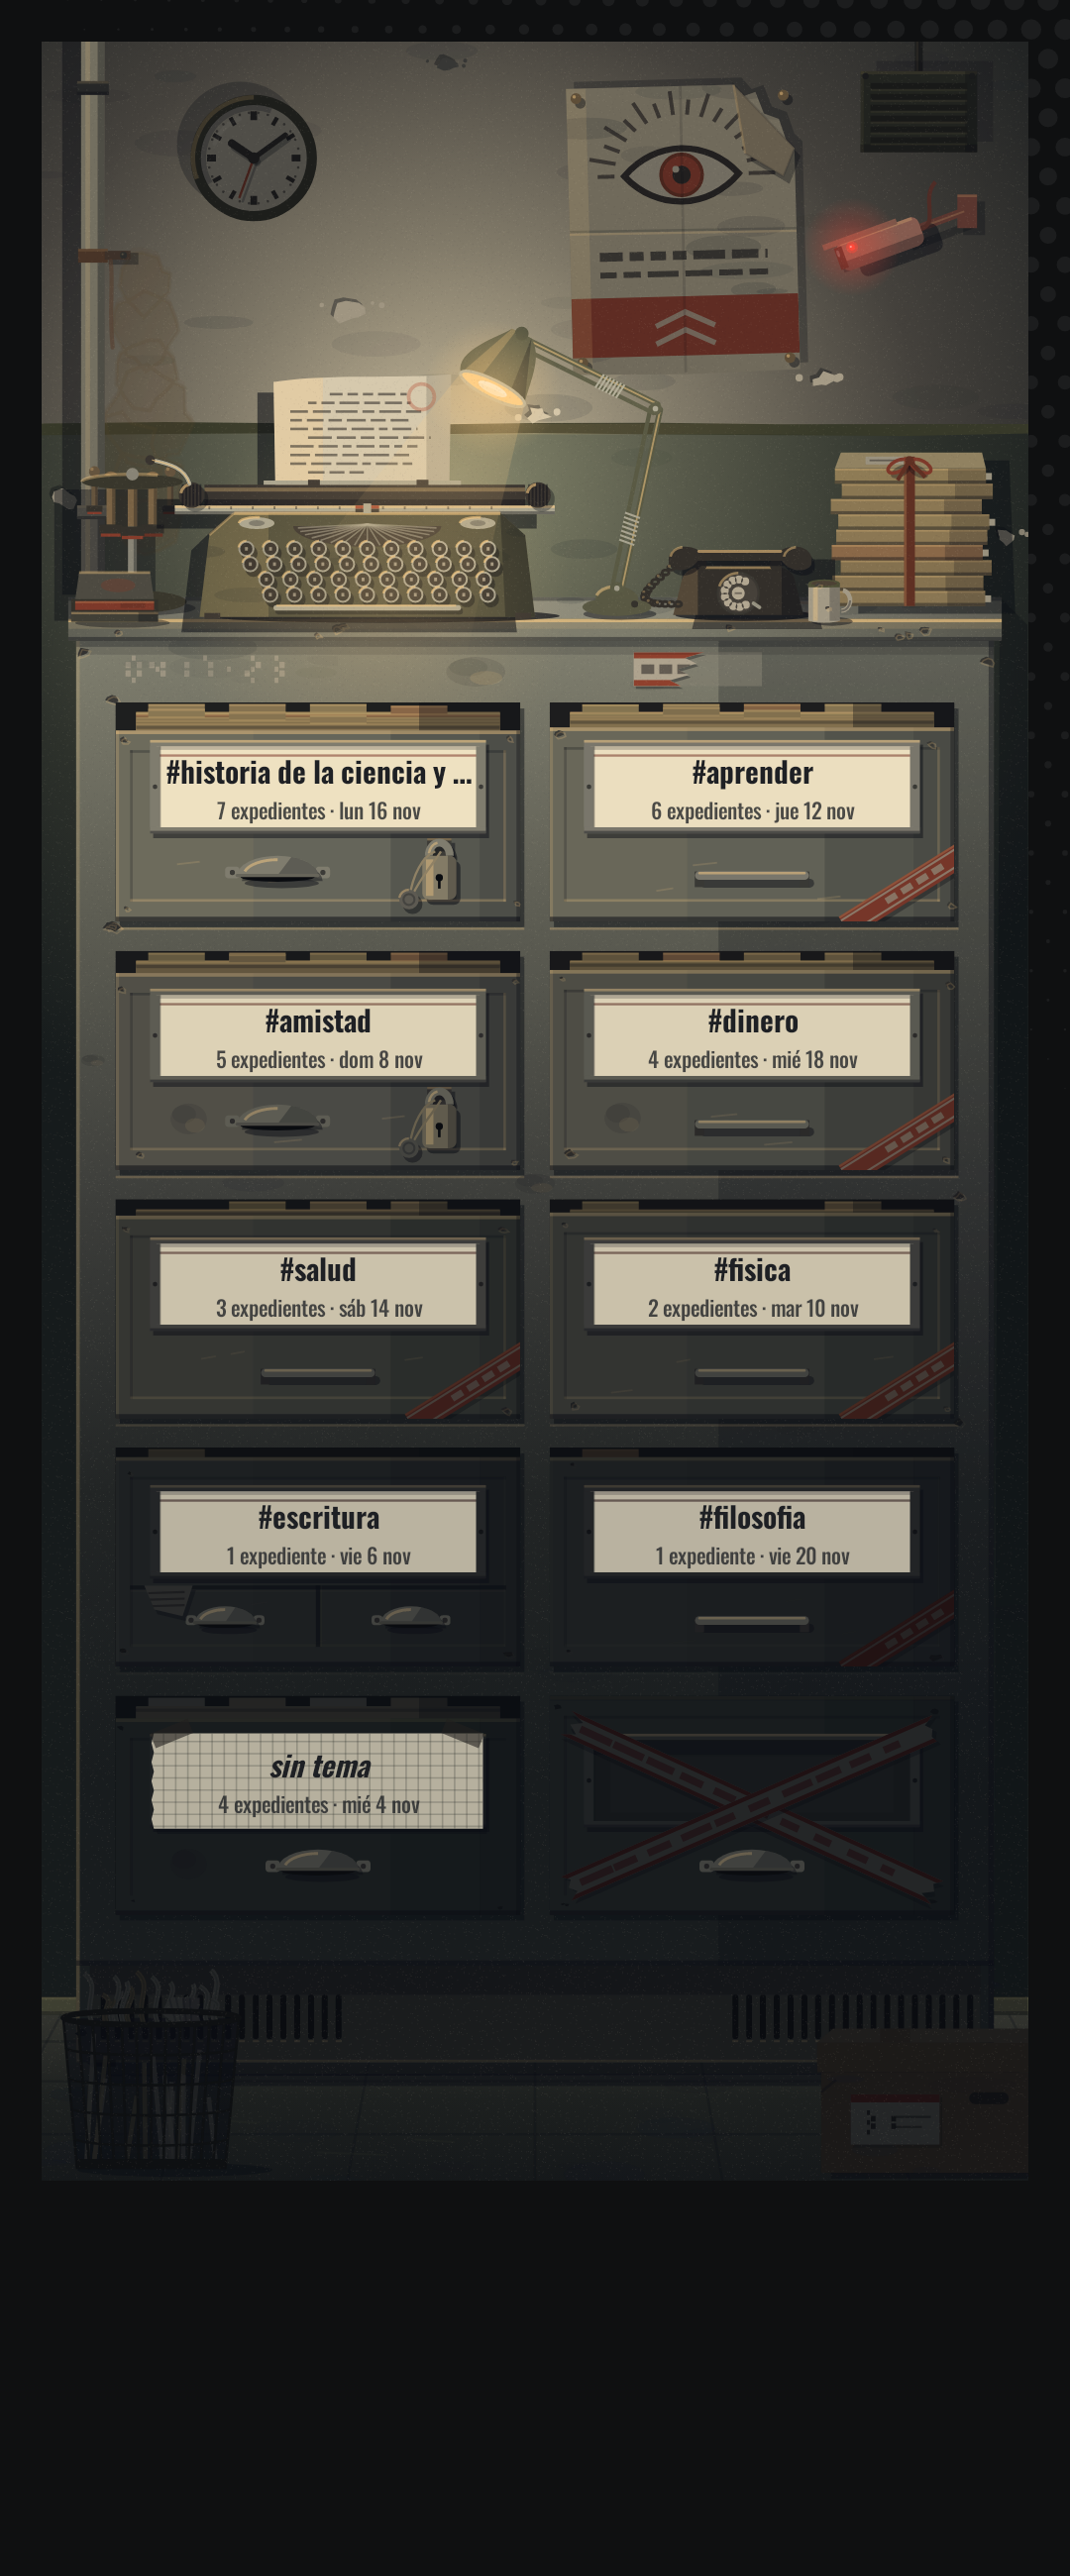 #historia de la ciencia y ...
7 expedientes · lun 16 nov
#aprender
6 expedientes · jue 12 nov
#amistad
5 expedientes · dom 8 nov
#dinero
4 expedientes · mié 18 nov
#salud
3 expedientes · sáb 14 nov
#fisica
2 expedientes · mar 10 nov
#escritura
1 expediente · vie 6 nov
#filosofia
1 expediente · vie 20 nov
sin tema
4 expedientes · mié 4 nov